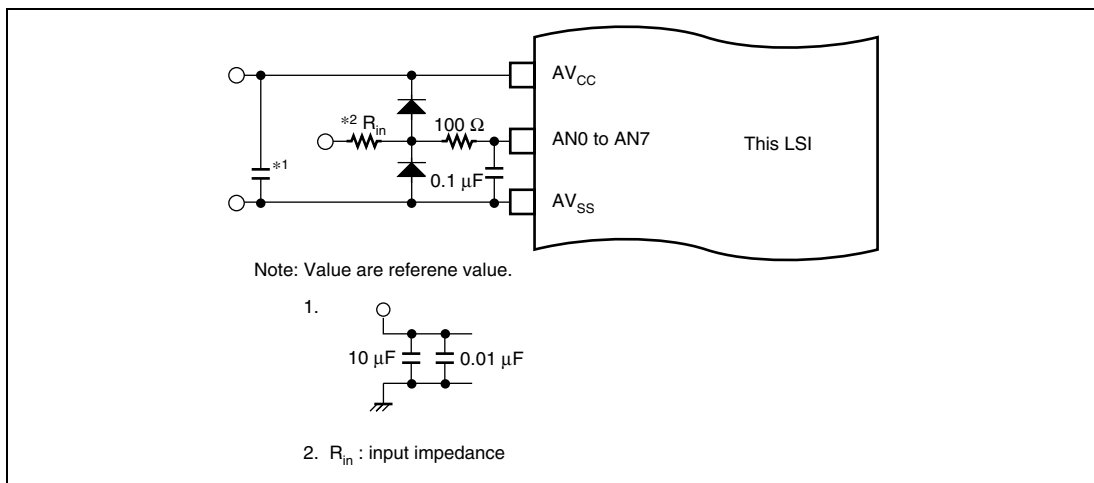 AVCC
*2 Rin
100 Ω
AN0 to AN7
This LSI
*1
0.1 μF
AVSS
Note: Value are referene value.
1.
10 μF
0.01 μF
2. Rin : input impedance